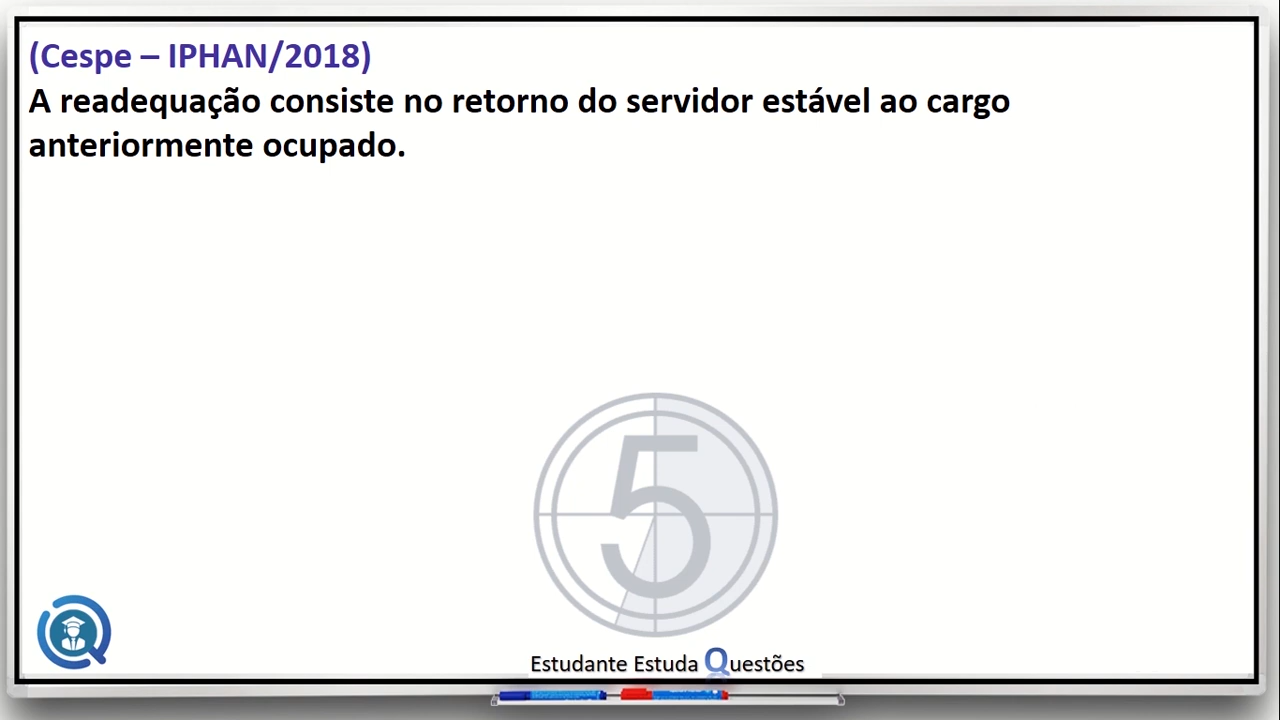 (Cespe – IPHAN/2018)
A readequação consiste no retorno do servidor estável ao cargo
anteriormente ocupado.
5
Estudante Estuda Questões